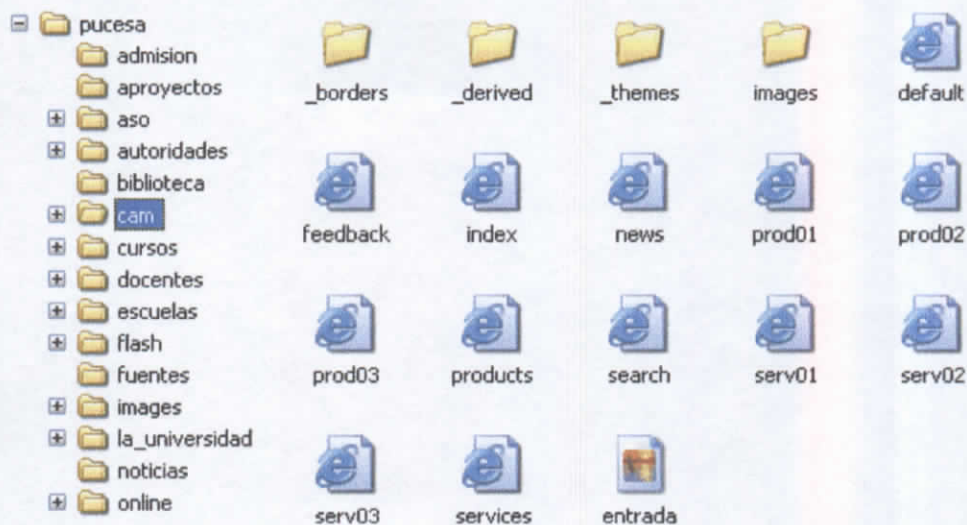 pucesa
admision
aproyectos
aso
autoridades
biblioteca
cam
cursos
docentes
escuelas
flash
fuentes
images
la_universidad
noticias
online
_borders _derived _themes images default
feedback index news prod01 prod02
prod03 products search serv01 serv02
serv03 services entrada